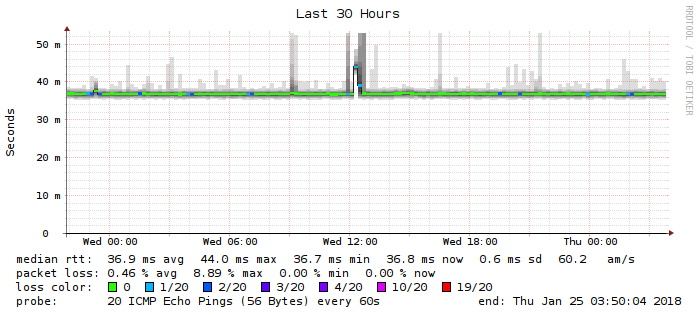 Last 30 Hours
RRDTOOL / TOBI OETIKER
Seconds
50 m
40 m
30 m
20 m
10 m
0
Wed 00:00 Wed 06:00 Wed 12:00 Wed 18:00 Thu 00:00
median rtt: 36.9 ms avg 44.0 ms max 36.7 ms min 36.8 ms now 0.6 ms sd 60.2 am/s
packet loss: 0.46 % avg 8.89 % max 0.00 % min 0.00 % now
loss color: 0 1/20 2/20 3/20 4/20 10/20 19/20
probe: 20 ICMP Echo Pings (56 Bytes) every 60s end: Thu Jan 25 03:50:04 2018